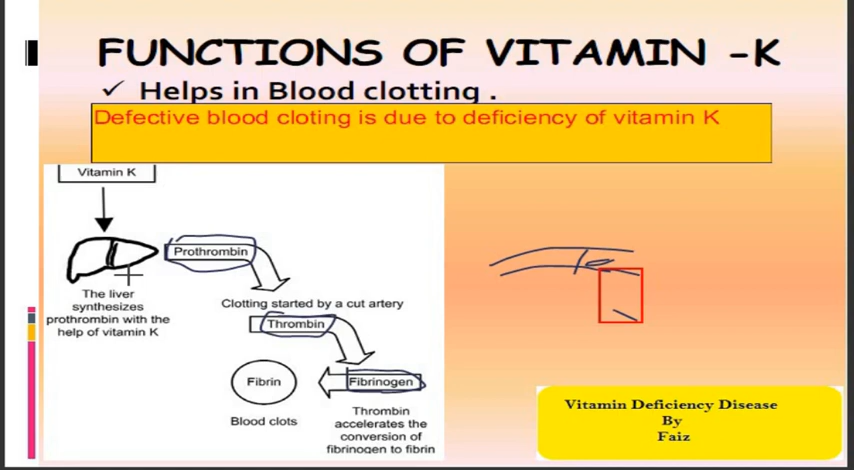 FUNCTIONS OF VITAMIN -K
✓ Helps in Blood clotting .
Defective blood cloting is due to deficiency of vitamin K
Vitamin K
Prothrombin
The liver
synthesizes
prothrombin with the
help of vitamin K
Clotting started by a cut artery
Thrombin
Fibrin
Fibrinogen
Blood clots
Thrombin
accelerates the
conversion of
fibrinogen to fibrin
Vitamin Deficiency Disease
By
Faiz